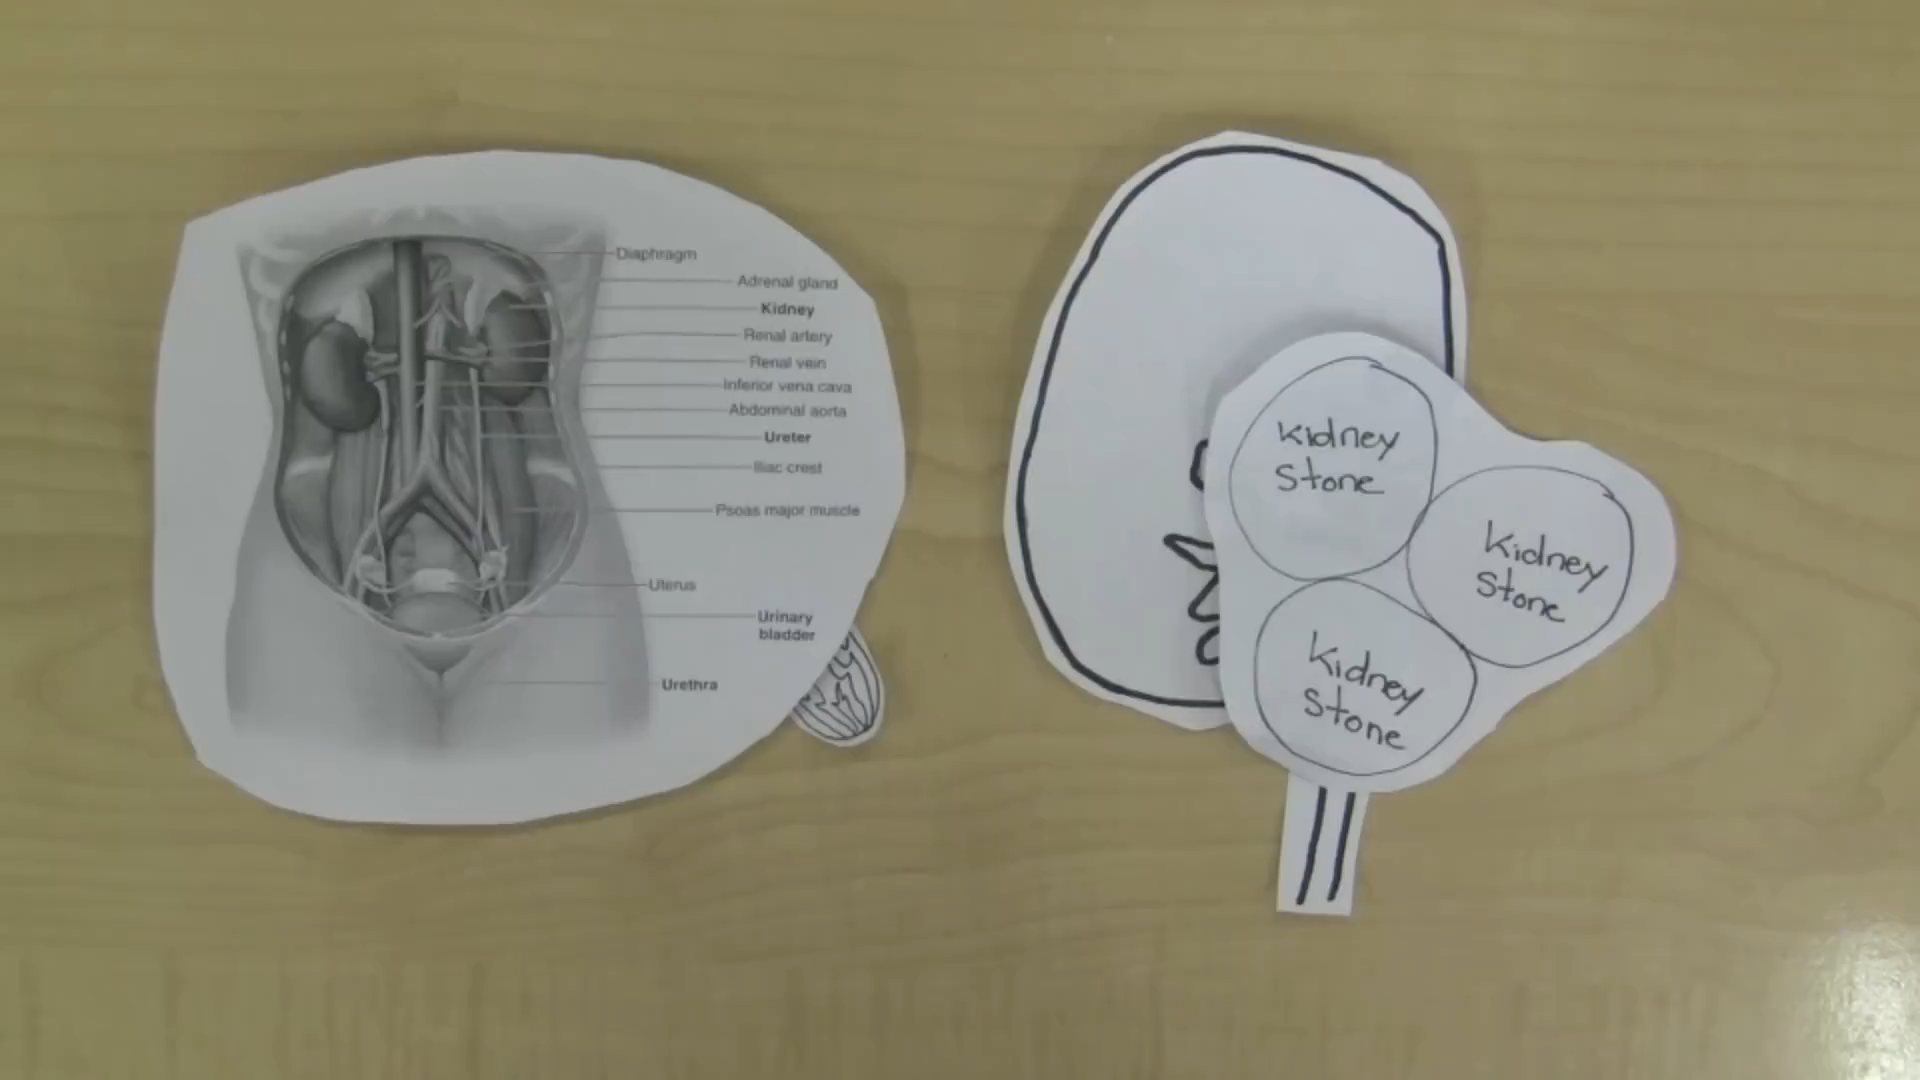 Diaphragm
Adrenal gland
Kidney
Renal artery
Renal vein
Inferior vena cava
Abdominal aorta
Ureter
Iliac crest
Psoas major muscle
Uterus
Urinary
bladder
Urethra
Kidney
Stone
Kidney
Stone
Kidney
Stone